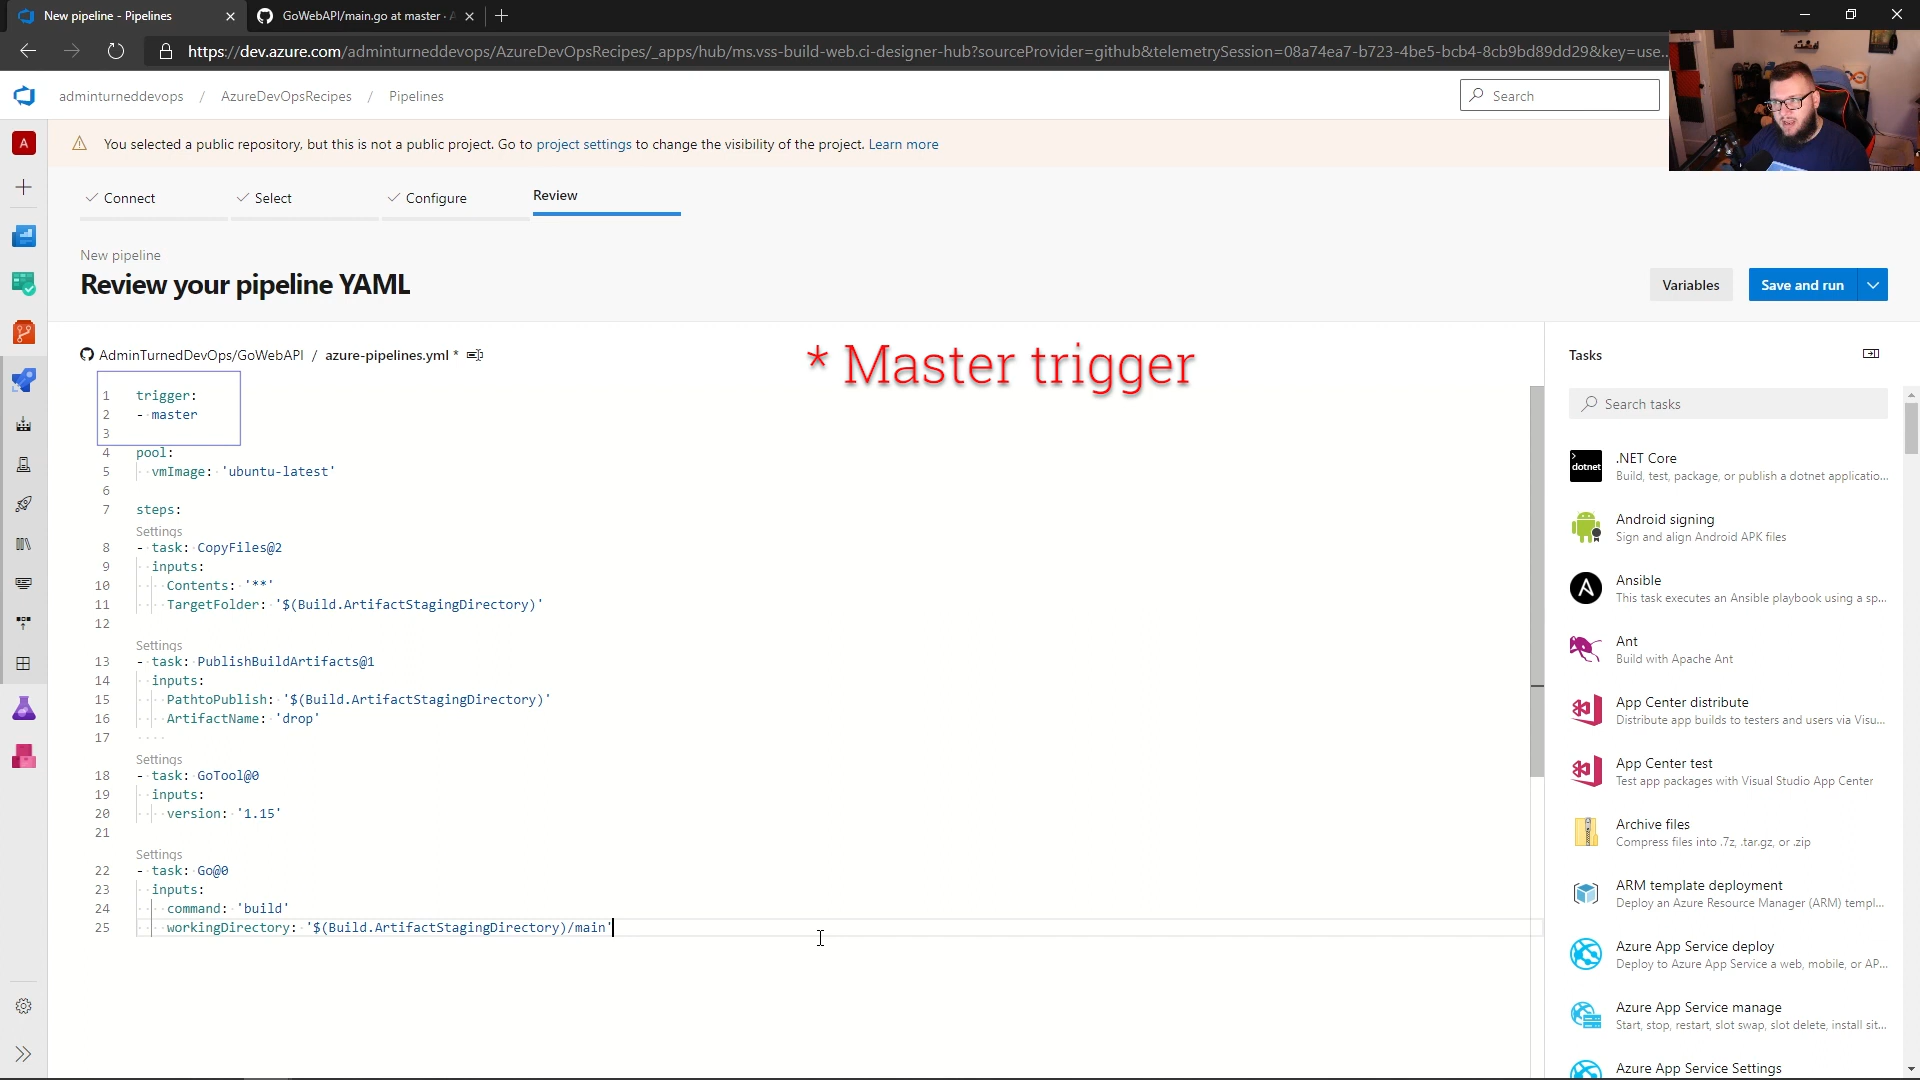 New pipeline - Pipelines
GoWebAPI/main.go at master · A
https://dev.azure.com/adminturneddevops/AzureDevOpsRecipes/_apps/hub/ms.vss-build-web.ci-designer-hub?sourceProvider=github&telemetrySession=08a74ea7-b723-4be5-bcb4-8cb9bd89dd29&key=use...
adminturneddevops / AzureDevOpsRecipes / Pipelines
Search
A
You selected a public repository, but this is not a public project. Go to project settings to change the visibility of the project. Learn more
Connect
Select
Configure
Review
New pipeline
Review your pipeline YAML
Variables
Save and run
AdminTurnedDevOps/GoWebAPI / azure-pipelines.yml *
* Master trigger
1 trigger:
2 - master
3
4 pool:
5 vmImage: 'ubuntu-latest'
6
7 steps:
Settings
8 - task: CopyFiles@2
9 inputs:
10 Contents: '**'
11 TargetFolder: '$(Build.ArtifactStagingDirectory)'
12
Settings
13 - task: PublishBuildArtifacts@1
14 inputs:
15 PathtoPublish: '$(Build.ArtifactStagingDirectory)'
16 ArtifactName: 'drop'
17
Settings
18 - task: GoTool@0
19 inputs:
20 version: '1.15'
21
Settings
22 - task: Go@0
23 inputs:
24 command: 'build'
25 workingDirectory: '$(Build.ArtifactStagingDirectory)/main'
Tasks
Search tasks
dotnet
.NET Core
Build, test, package, or publish a dotnet applicatio...
Android signing
Sign and align Android APK files
Ansible
This task executes an Ansible playbook using a sp...
Ant
Build with Apache Ant
App Center distribute
Distribute app builds to testers and users via Visu...
App Center test
Test app packages with Visual Studio App Center
Archive files
Compress files into .7z, .tar.gz, or .zip
ARM template deployment
Deploy an Azure Resource Manager (ARM) templ...
Azure App Service deploy
Deploy to Azure App Service a web, mobile, or AP...
Azure App Service manage
Start, stop, restart, slot swap, slot delete, install sit...
Azure App Service Settings